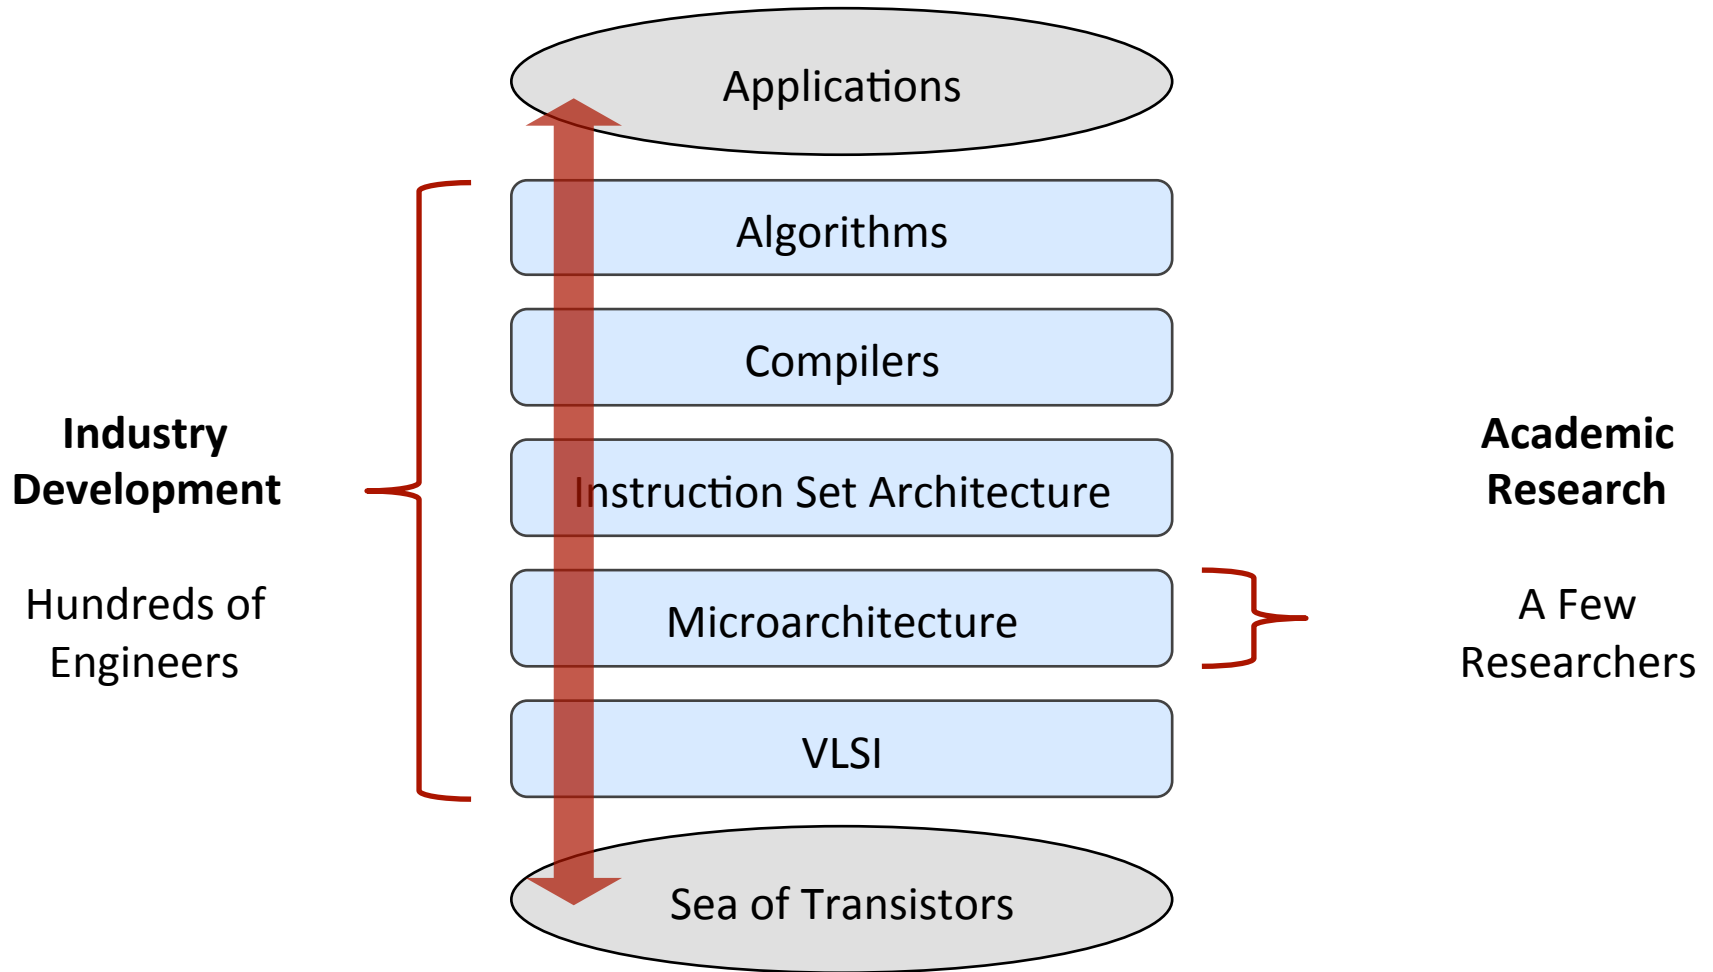 Applications
Algorithms
Compilers
Instruction Set Architecture
Microarchitecture
VLSI
Sea of Transistors
Industry
Development
Hundreds of
Engineers
Academic
Research
A Few
Researchers